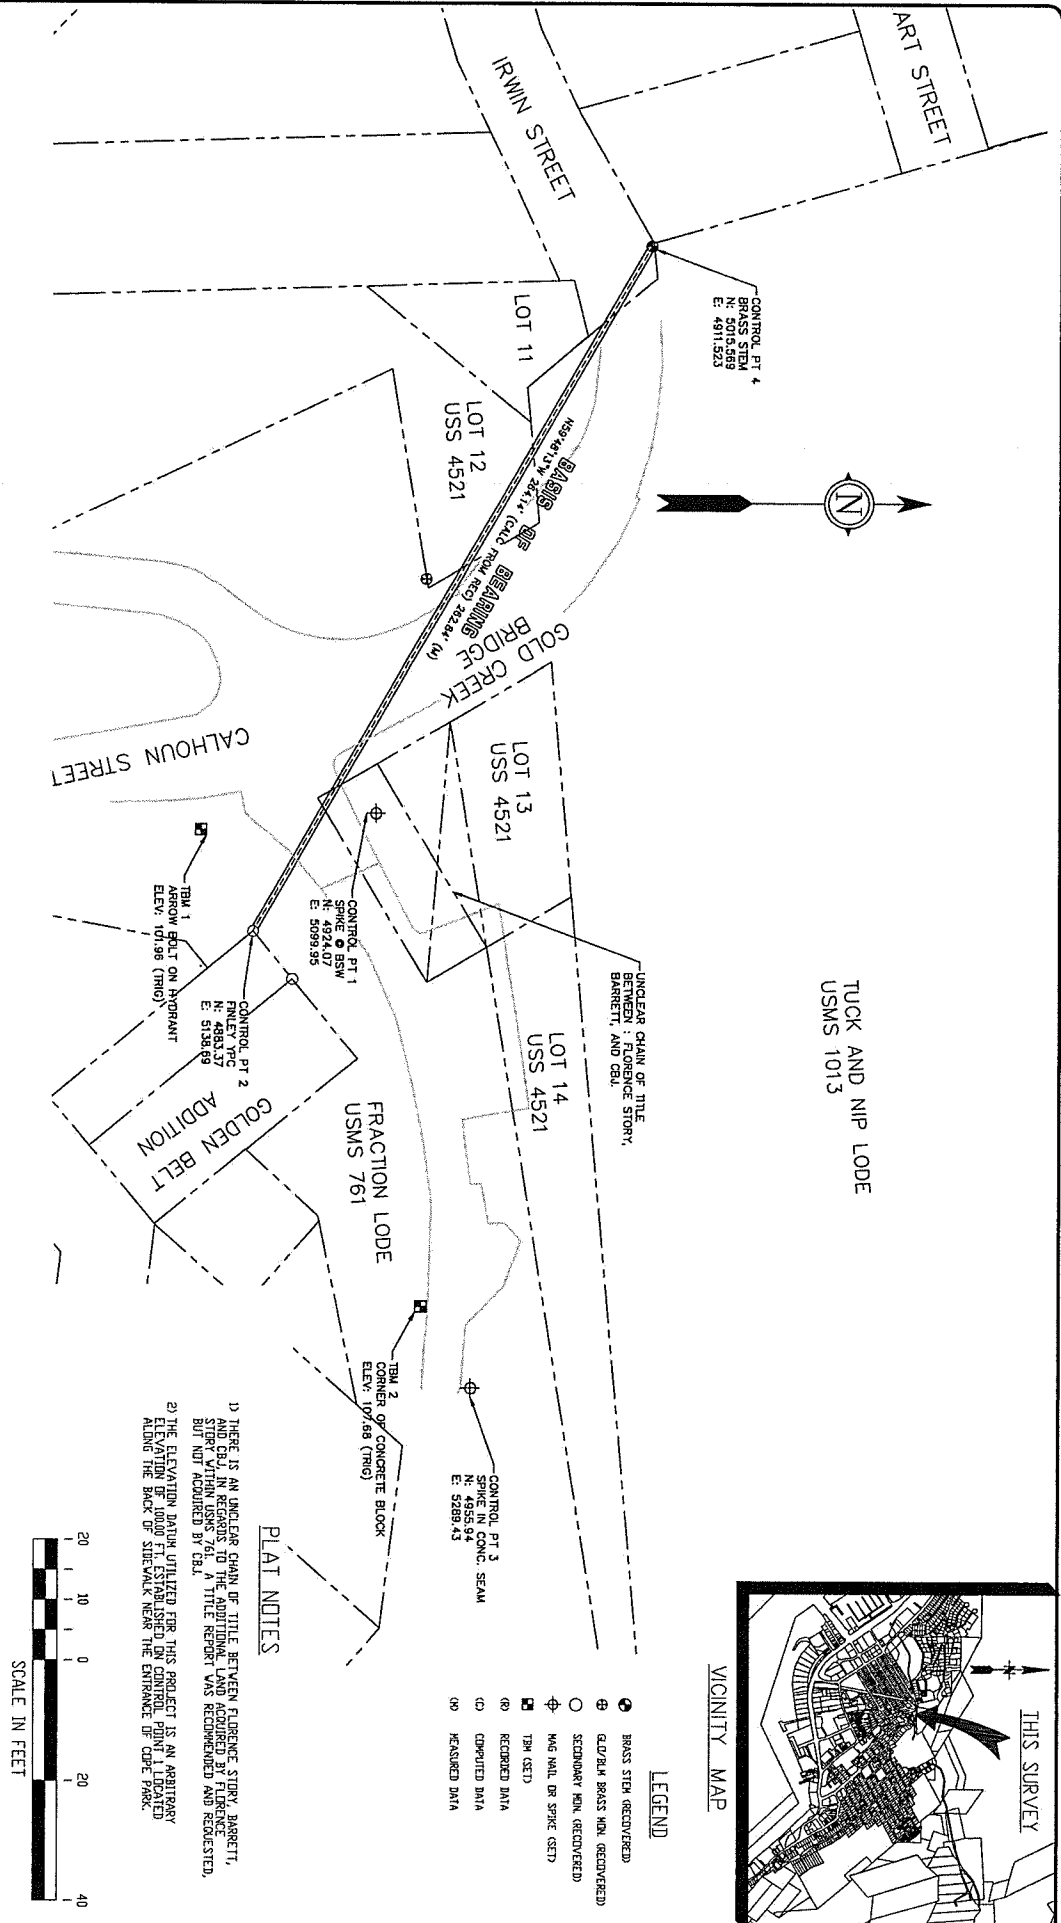 ART STREET
IRWIN STREET
CONTROL PT 4
BRASS STEM
N: 5015.569
E: 4911.523
LOT 11
LOT 12
USS 4521
N
BASIS OF BEARING
N59°48'13"W 264.14' (CALC FROM REC) 262.84' (M)
GOLD CREEK
BRIDGE
CALHOUN STREET
LOT 13
USS 4521
TUCK AND NIP LODE
USMS 1013
UNCLEAR CHAIN OF TITLE
BETWEEN : FLORENCE STORY,
BARRETT, AND CBJ.
LOT 14
USS 4521
CONTROL PT 1
SPIKE @ BSW
N: 4924.07
E: 5099.95
TBM 1
ARROW BOLT ON HYDRANT
ELEV: 101.96 (TRIG)
CONTROL PT 2
FINLEY YPC
N: 4883.37
E: 5138.69
GOLDEN BELT
ADDITION
FRACTION LODE
USMS 761
TBM 2
CORNER OF CONCRETE BLOCK
ELEV: 107.68 (TRIG)
CONTROL PT 3
SPIKE IN CONC. SEAM
N: 4955.94
E: 5289.43
THIS SURVEY
VICINITY MAP
LEGEND
BRASS STEM (RECOVERED)
GLO/BLM BRASS MON. (RECOVERED)
SECONDARY MON. (RECOVERED)
MAG NAIL OR SPIKE (SET)
TBM (SET)
(R) RECORDED DATA
(C) COMPUTED DATA
(M) MEASURED DATA
PLAT NOTES
1) THERE IS AN UNCLEAR CHAIN OF TITLE BETWEEN FLORENCE STORY, BARRETT,
AND CBJ, IN REGARDS TO THE ADDITIONAL LAND ACQUIRED BY FLORENCE
STORY WITHIN USMS 761. A TITLE REPORT WAS RECOMMENDED AND REQUESTED,
BUT NOT ACQUIRED BY CBJ.
2) THE ELEVATION DATUM UTILIZED FOR THIS PROJECT IS AN ARBITRARY
ELEVATION OF 100.00 FT. ESTABLISHED ON CONTROL POINT 1 LOCATED
ALONG THE BACK OF SIDEWALK NEAR THE ENTRANCE OF COPE PARK.
20 10 0 20 40
SCALE IN FEET